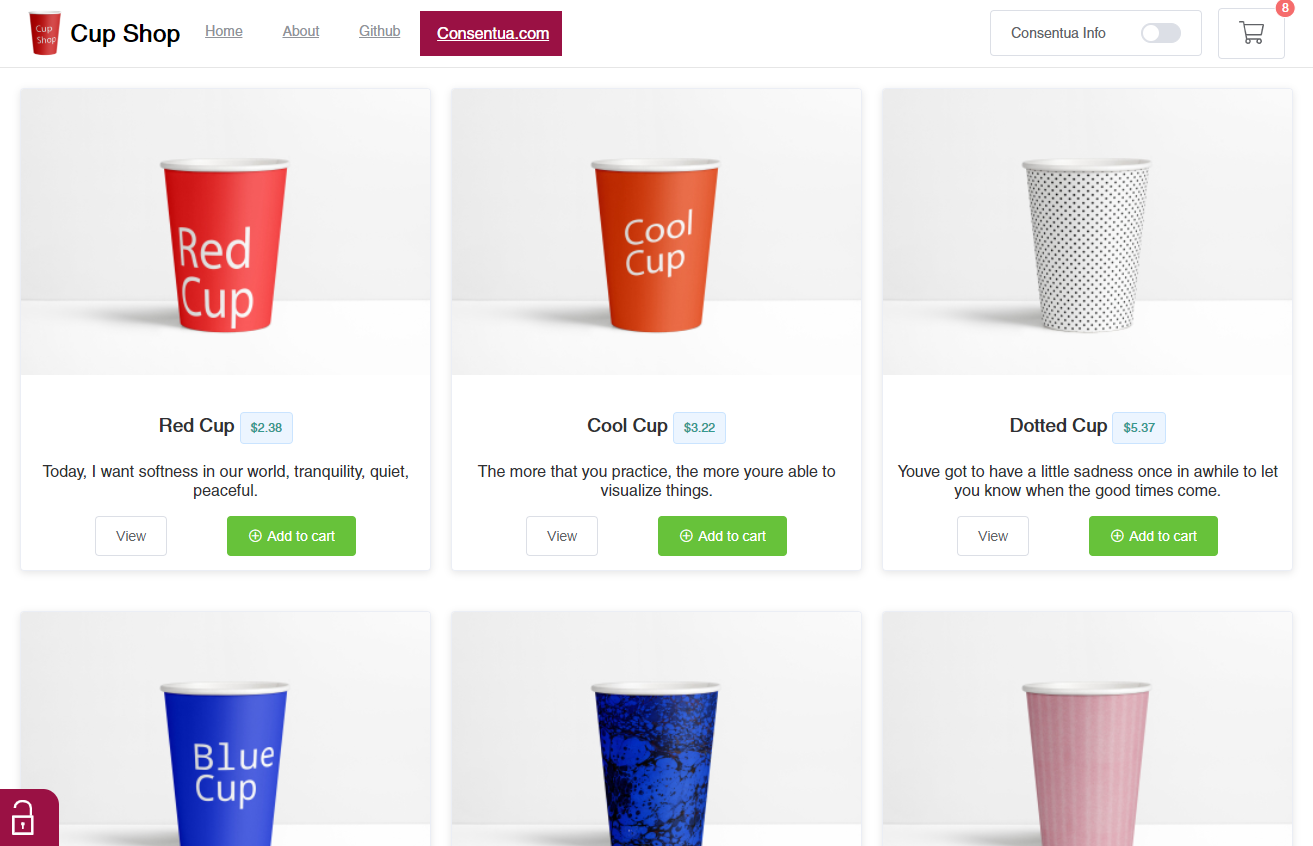 Cup
Shop
Cup Shop
Home
About
Github
Consentua.com
Consentua Info
8
Red
Cup
Cool
Cup
Red Cup $2.38
Cool Cup $3.22
Dotted Cup $5.37
Today, I want softness in our world, tranquility, quiet,
peaceful.
The more that you practice, the more youre able to
visualize things.
Youve got to have a little sadness once in awhile to let
you know when the good times come.
View
Add to cart
View
Add to cart
View
Add to cart
Blue
Cup